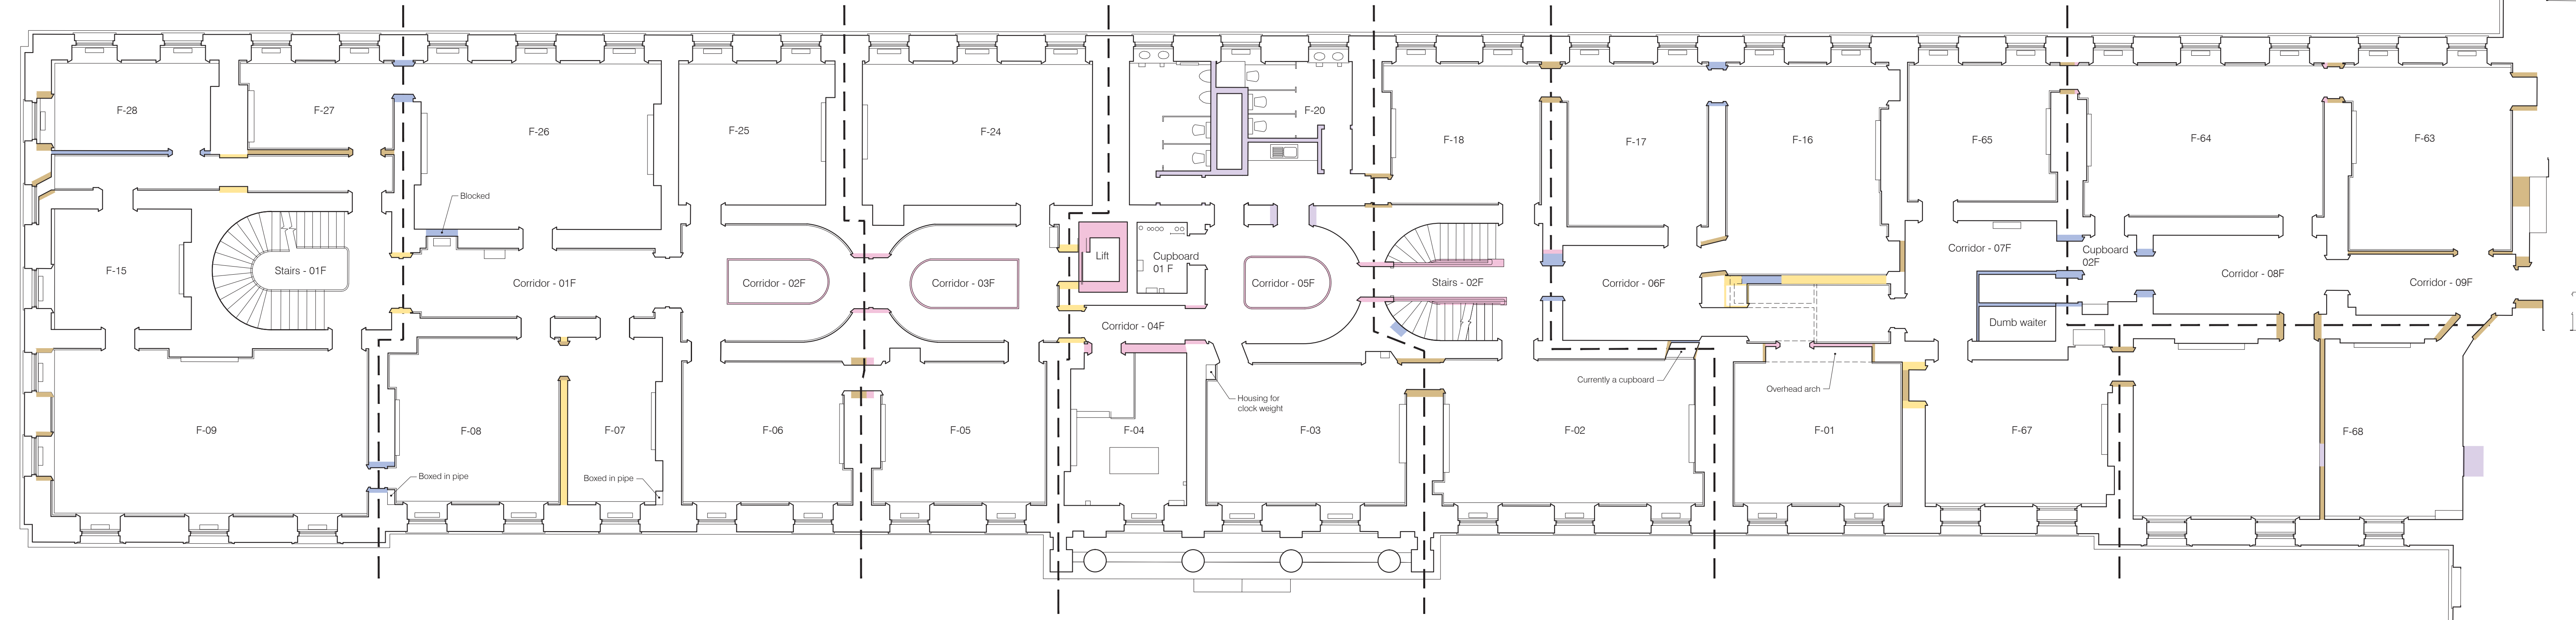 F-28
F-27
F-26
F-25
F-24
F-20
F-18
F-17
F-16
F-65
F-64
F-63
Blocked
F-15
Stairs - 01F
Corridor - 01F
Corridor - 02F
Corridor - 03F
Lift
Cupboard
01 F
Corridor - 05F
Stairs - 02F
Corridor - 06F
Corridor - 07F
Cupboard
02F
Corridor - 08F
Corridor - 09F
Corridor - 04F
Dumb waiter
Currently a cupboard
Overhead arch
Housing for
clock weight
F-09
F-08
F-07
F-06
F-05
F-04
F-03
F-02
F-01
F-67
F-68
Boxed in pipe
Boxed in pipe